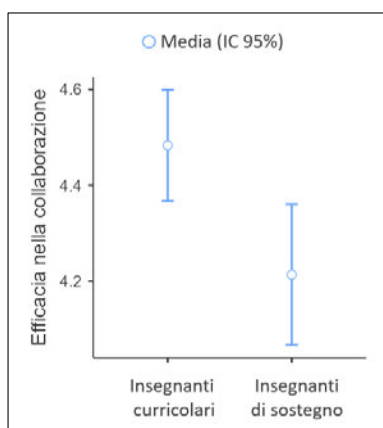 Media (IC 95%)
Efficacia nella collaborazione
4.6
4.4
4.2
Insegnanti
curricolari
Insegnanti
di sostegno